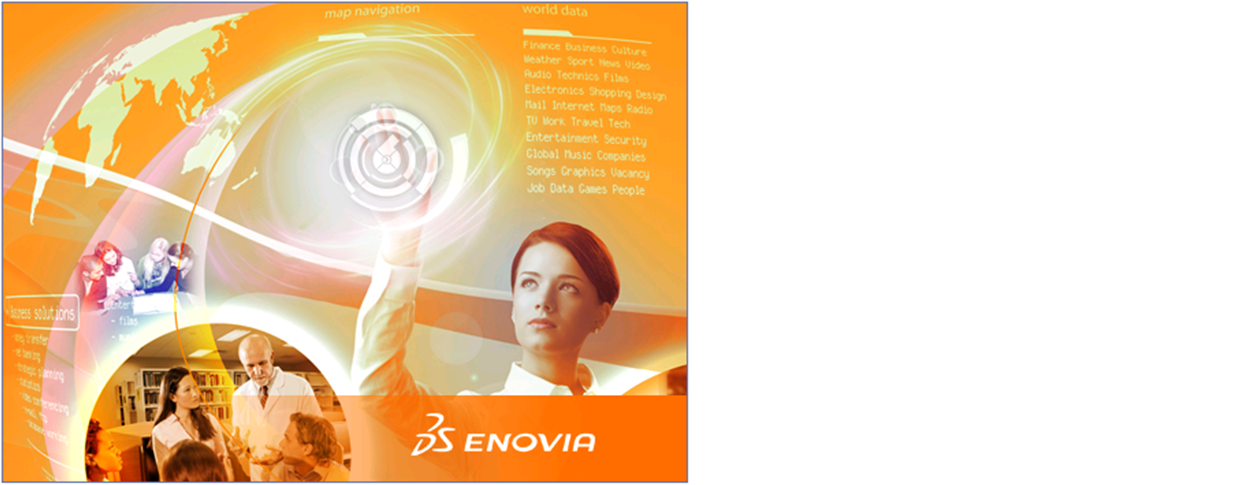 map navigation
world data
Finance Business Culture
Weather Sport News Video
Audio Technics Films
Electronics Shopping Design
Mail Internet Maps Radio
TV Work Travel Tech
Entertainment Security
Global Music Companies
Songs Graphics Vacancy
Job Data Games People
Business solutions
- films
planning
conferencing
ENOVIA